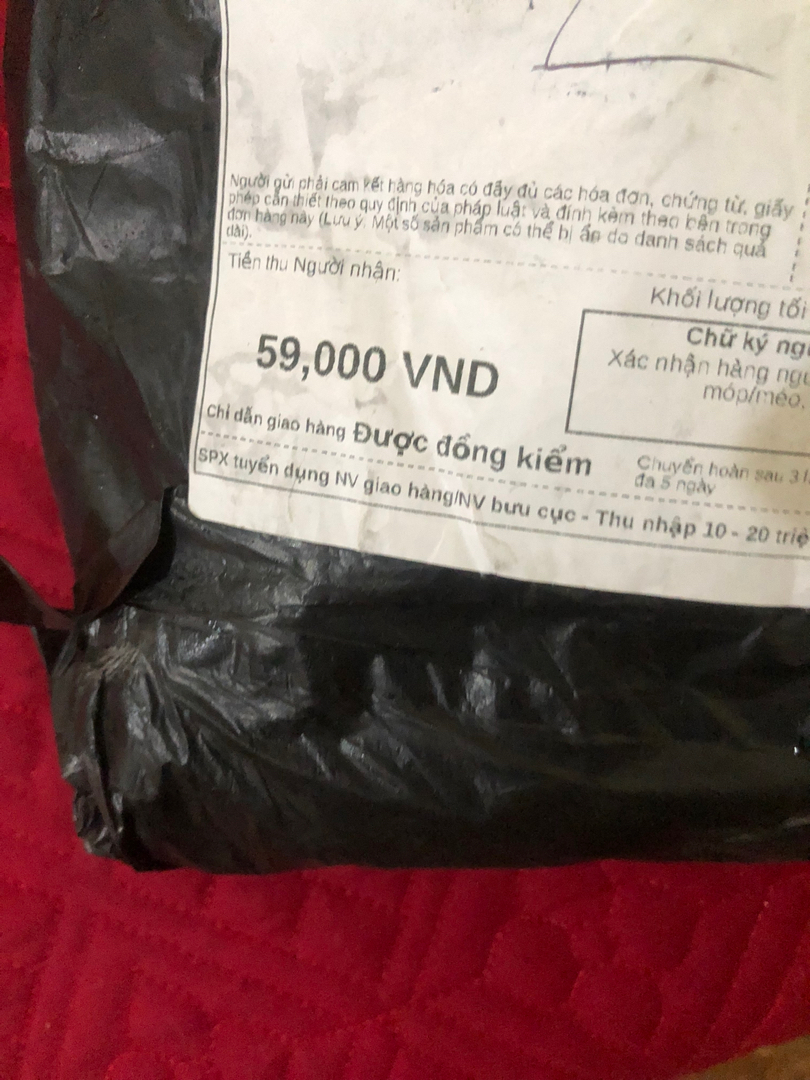 Người gửi phải cam kết hàng hóa có đầy đủ các hóa đơn, chứng từ, giấy
phép cần thiết theo quy định của pháp luật và đính kèm theo bên trong
đơn hàng này (Lưu ý: Một số sản phẩm có thể bị ẩn do danh sách quá
dài).
Tiền thu Người nhận:
Khối lượng tối
59,000 VND
Chữ ký
Xác nhận hàng
móp/méo.
Chỉ dẫn giao hàng Được đồng kiểm
Chuyển hoàn sau
đa 5 ngày
SPX tuyển dụng NV giao hàng/NV bưu cục - Thu nhập 10 - 20